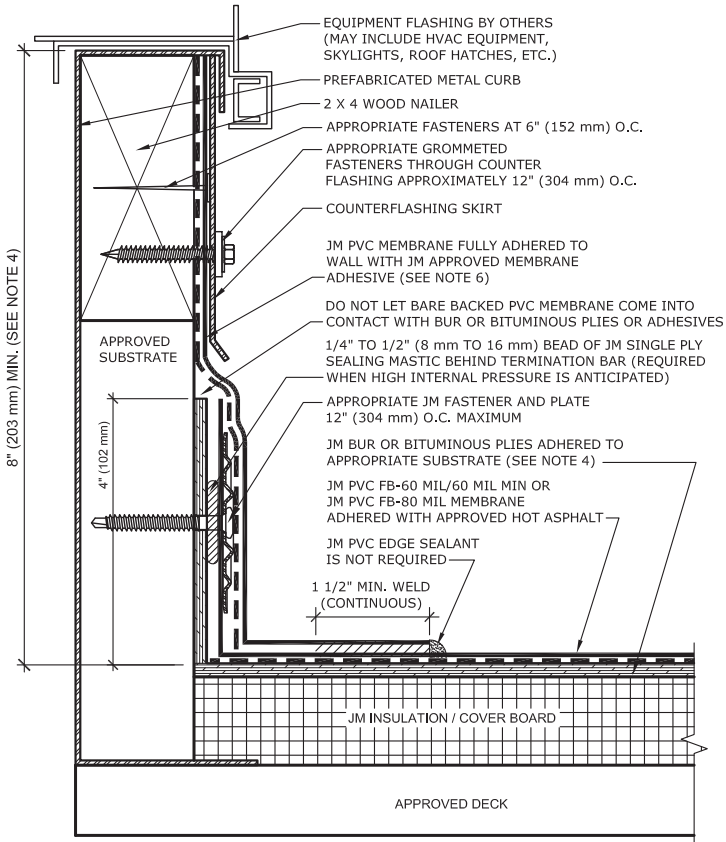 EQUIPMENT FLASHING BY OTHERS
(MAY INCLUDE HVAC EQUIPMENT,
SKYLIGHTS, ROOF HATCHES, ETC.)
PREFABRICATED METAL CURB
2 X 4 WOOD NAILER
APPROPRIATE FASTENERS AT 6" (152 mm) O.C.
APPROPRIATE GROMMETED
FASTENERS THROUGH COUNTER
FLASHING APPROXIMATELY 12" (304 mm) O.C.
COUNTERFLASHING SKIRT
JM PVC MEMBRANE FULLY ADHERED TO
WALL WITH JM APPROVED MEMBRANE
ADHESIVE (SEE NOTE 6)
DO NOT LET BARE BACKED PVC MEMBRANE COME INTO
CONTACT WITH BUR OR BITUMINOUS PLIES OR ADHESIVES
1/4" TO 1/2" (8 mm TO 16 mm) BEAD OF JM SINGLE PLY
SEALING MASTIC BEHIND TERMINATION BAR (REQUIRED
WHEN HIGH INTERNAL PRESSURE IS ANTICIPATED)
APPROPRIATE JM FASTENER AND PLATE
12" (304 mm) O.C. MAXIMUM
JM BUR OR BITUMINOUS PLIES ADHERED TO
APPROPRIATE SUBSTRATE (SEE NOTE 4)
JM PVC FB-60 MIL/60 MIL MIN OR
JM PVC FB-80 MIL MEMBRANE
ADHERED WITH APPROVED HOT ASPHALT
JM PVC EDGE SEALANT
IS NOT REQUIRED
1 1/2" MIN. WELD
(CONTINUOUS)
APPROVED
SUBSTRATE
8" (203 mm) MIN. (SEE NOTE 4)
4" (102 mm)
JM INSULATION / COVER BOARD
APPROVED DECK